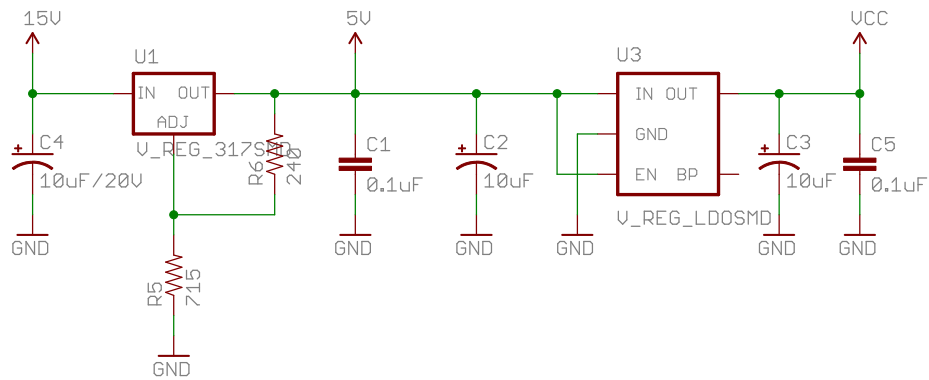 15V
5V
VCC
U1
U3
IN OUT
ADJ
V_REG_317SMD
C4
10uF/20V
GND
R6
240
R5
715
GND
C1
0.1uF
GND
C2
10uF
GND
IN OUT
GND
EN BP
V_REG_LDOSMD
GND
C3
10uF
GND
C5
0.1uF
GND